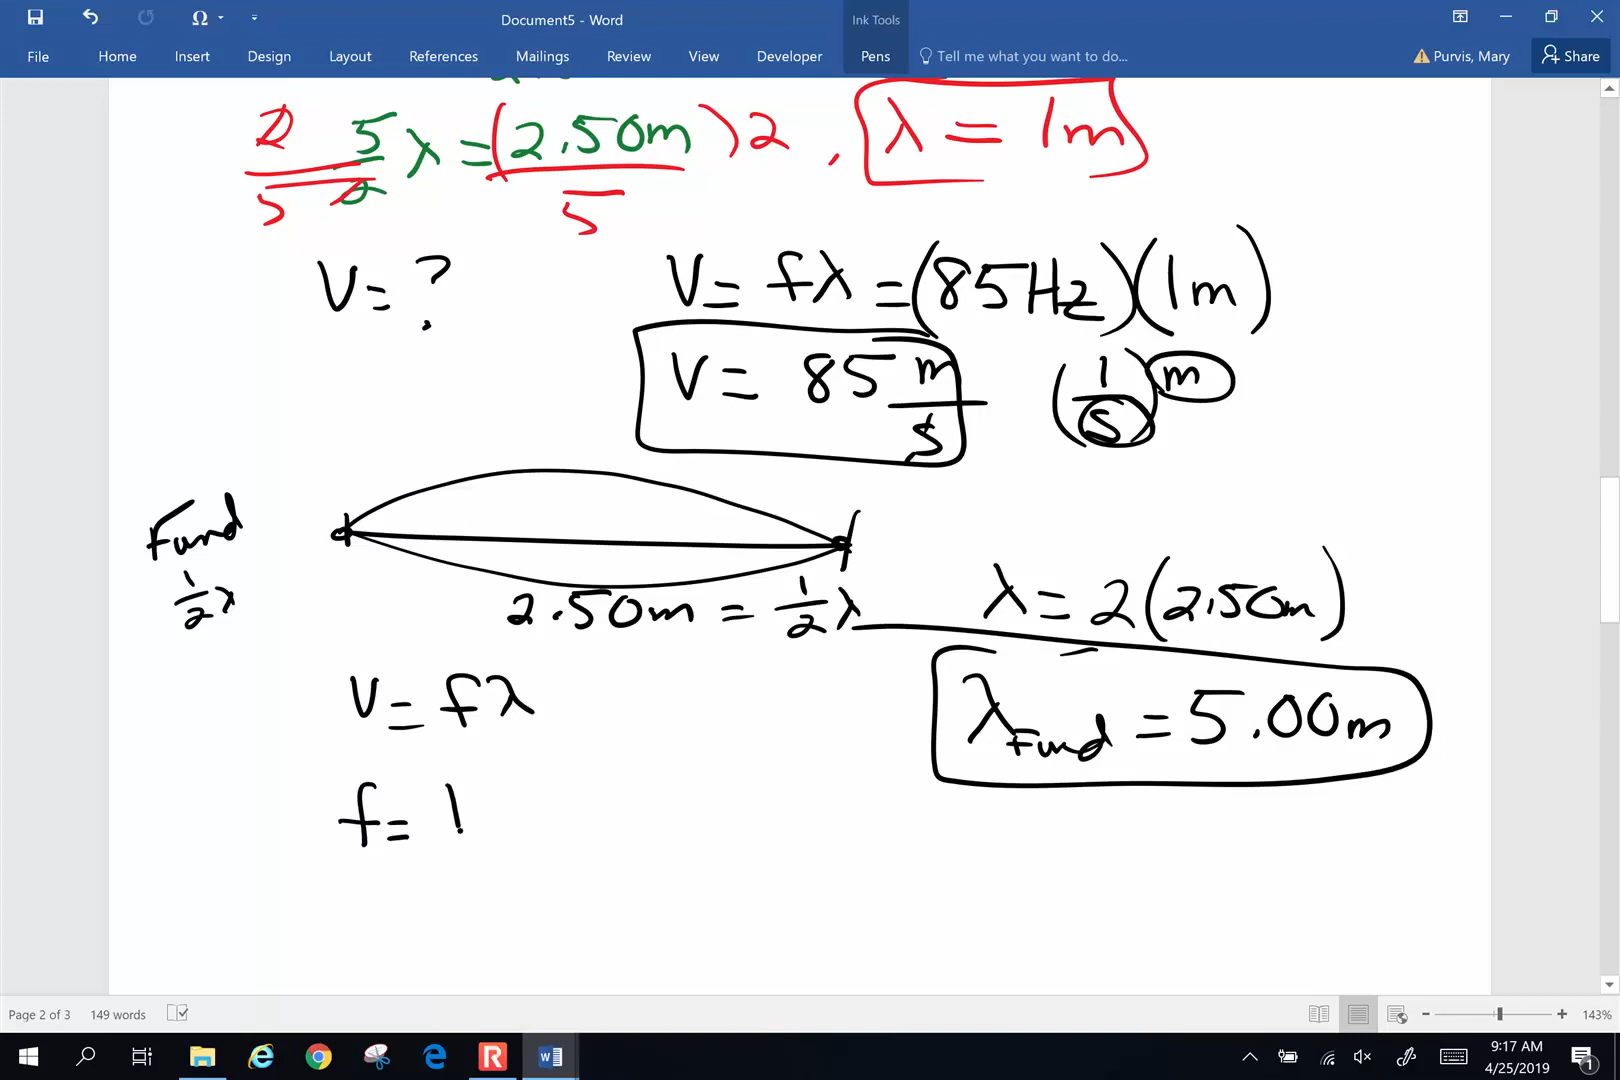 Document5 - Word
Ink Tools
File Home Insert Design Layout References Mailings Review View Developer Pens Tell me what you want to do... Purvis, Mary Share
2/5 5/2 λ = (2.50m)2/5 , λ = 1m
V = ? V = fλ = (85Hz)(1m)
V = 85 m/s (1/s) m
Fund
1/2 λ
2.50m = 1/2 λ λ = 2(2.50m)
V = fλ λFund = 5.00m
f =
Page 2 of 3 149 words 143%
9:17 AM
4/25/2019
1